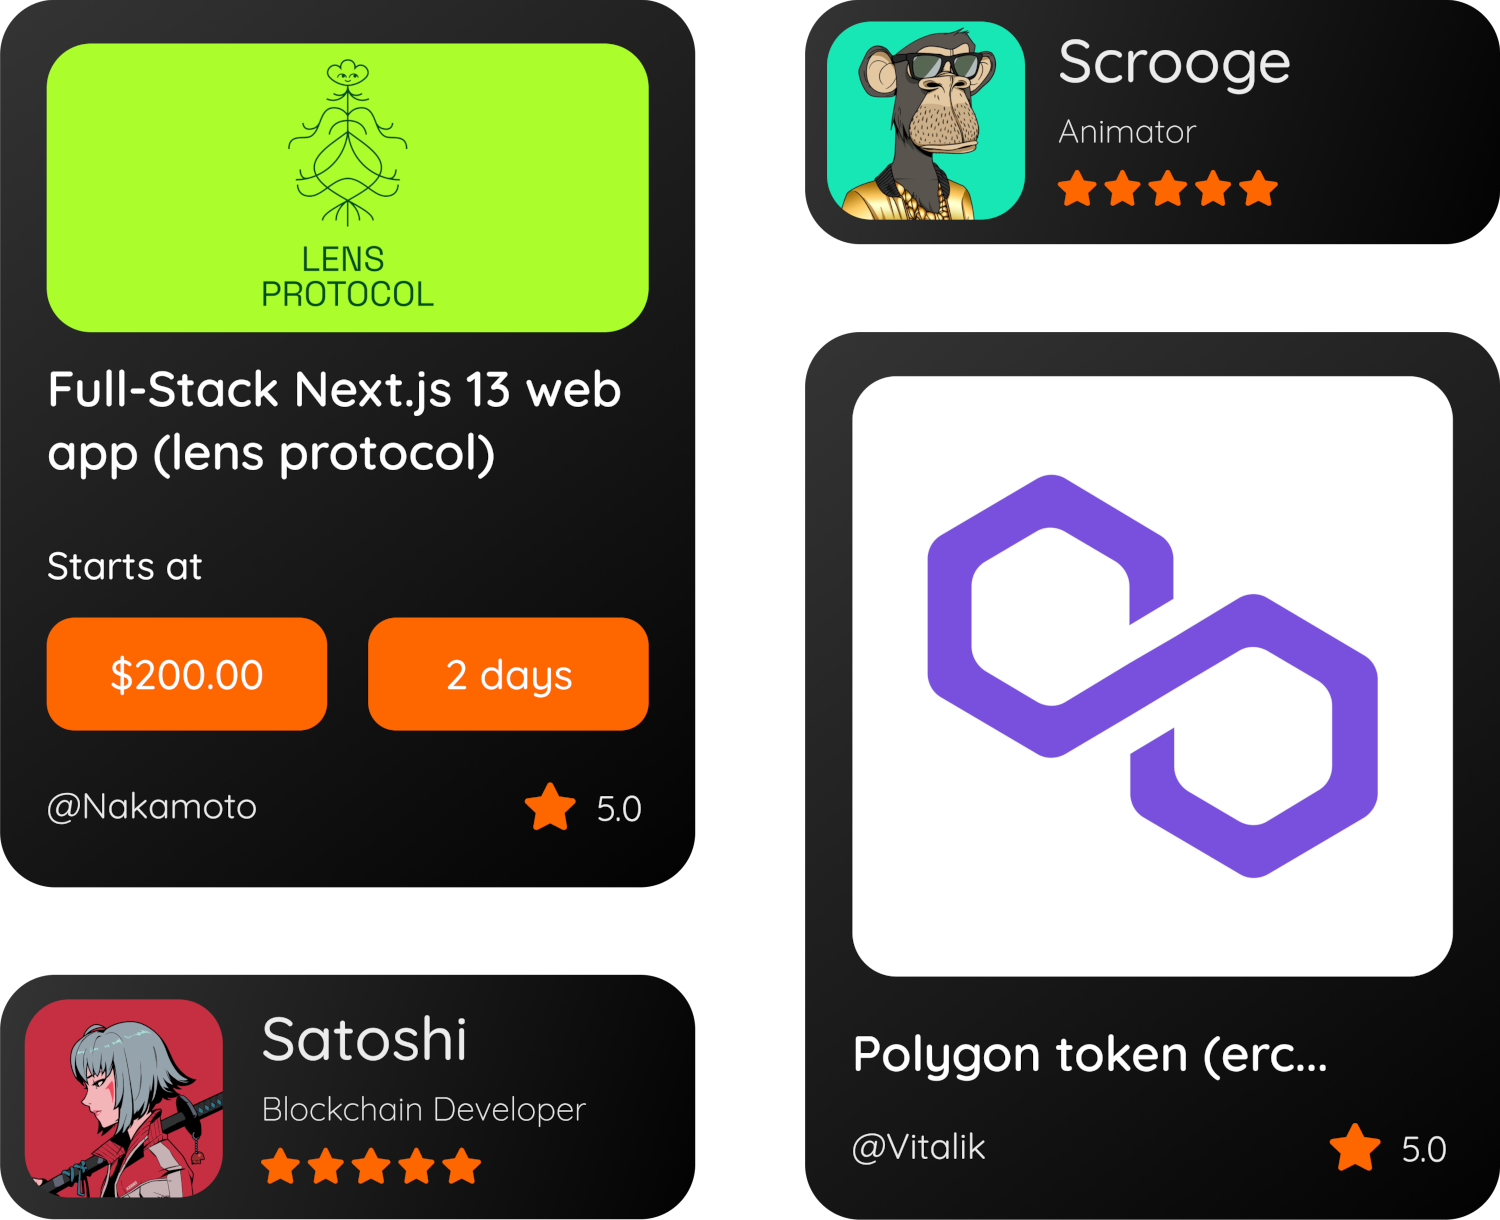 LENS
PROTOCOL
Full-Stack Next.js 13 web
app (lens protocol)
Starts at
$200.00
2 days
@Nakamoto
5.0
Satoshi
Blockchain Developer
Scrooge
Animator
Polygon token (erc...
@Vitalik
5.0